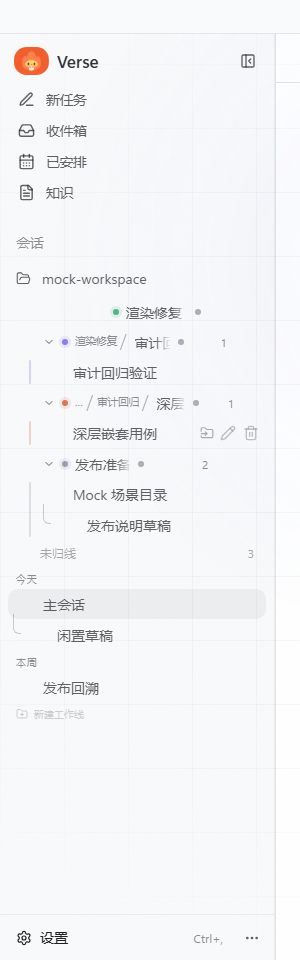 Verse
新任务
收件箱
已安排
知识
会话
mock-workspace
渲染修复
渲染修复 / 审计 1
审计回归验证
... / 审计回归 / 深层 1
深层嵌套用例
发布准备 2
Mock 场景目录
发布说明草稿
未归线 3
今天
主会话
闲置草稿
本周
发布回溯
新建工作线
设置 Ctrl+, ...